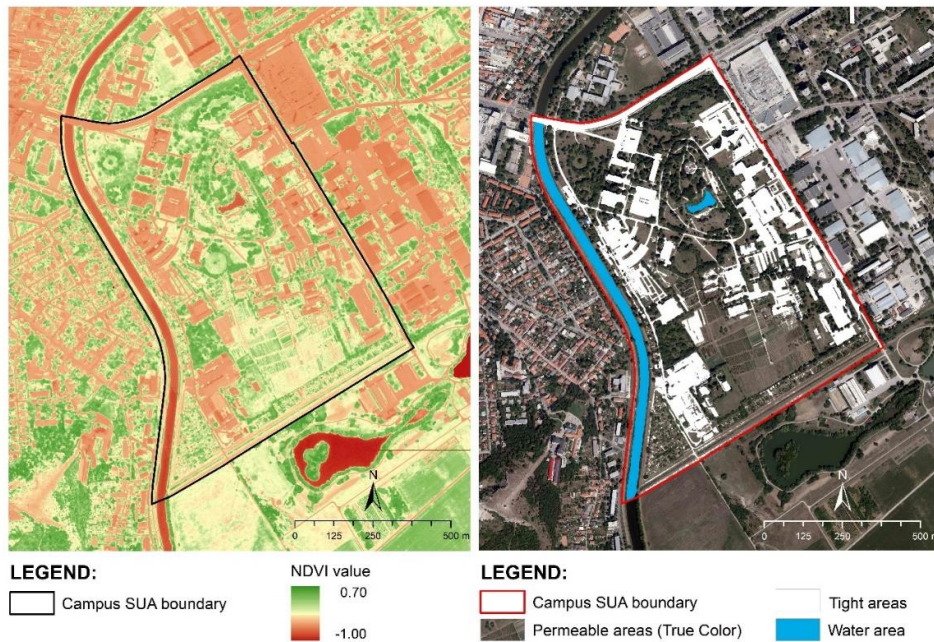 N
0 125 250 500 m
N
0 125 250 500 m
LEGEND:
Campus SUA boundary
NDVI value
0.70
-1.00
LEGEND:
Campus SUA boundary
Permeable areas (True Color)
Tight areas
Water area